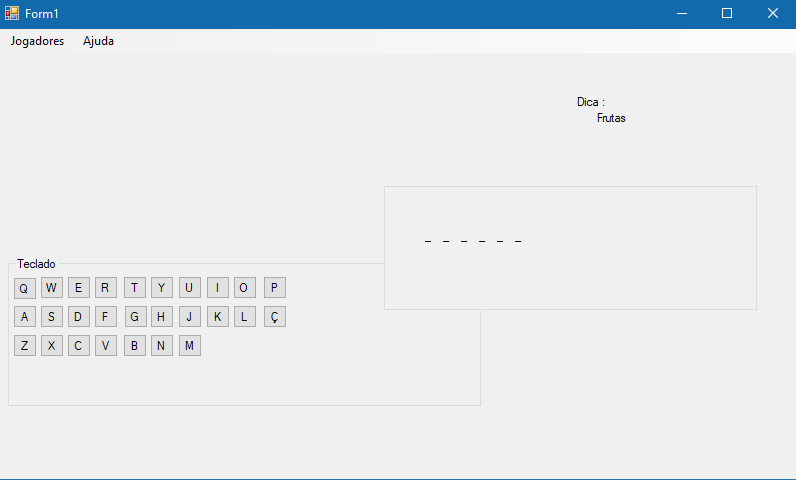 Form1
Jogadores Ajuda
Dica :
Frutas
_ _ _ _ _ _
Teclado
Q W E R T Y U I O P
A S D F G H J K L Ç
Z X C V B N M